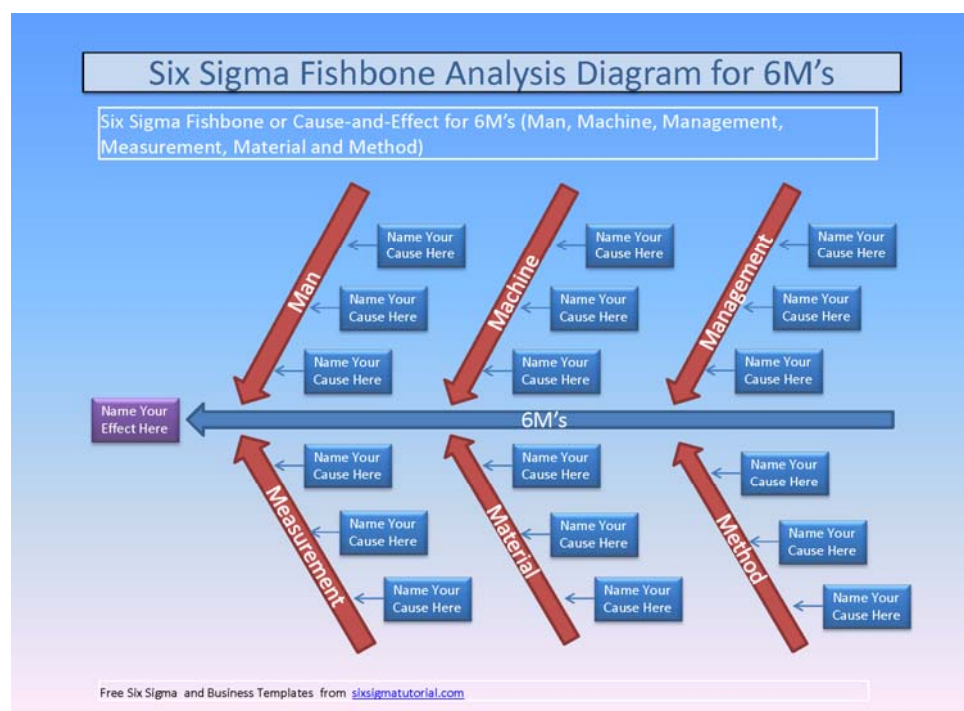 Six Sigma Fishbone Analysis Diagram for 6M's
Six Sigma Fishbone or Cause-and-Effect for 6M's (Man, Machine, Management,
Measurement, Material and Method)
Man
Name Your
Cause Here
Name Your
Cause Here
Name Your
Cause Here
Machine
Name Your
Cause Here
Name Your
Cause Here
Name Your
Cause Here
Management
Name Your
Cause Here
Name Your
Cause Here
Name Your
Cause Here
Name Your
Effect Here
6M's
Measurement
Name Your
Cause Here
Name Your
Cause Here
Name Your
Cause Here
Material
Name Your
Cause Here
Name Your
Cause Here
Name Your
Cause Here
Method
Name Your
Cause Here
Name Your
Cause Here
Name Your
Cause Here
Free Six Sigma and Business Templates from sixsigmatutorial.com